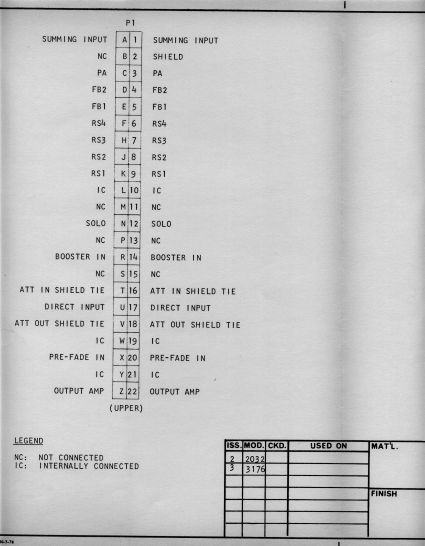 P1
SUMMING INPUT A 1 SUMMING INPUT
NC B 2 SHIELD
PA C 3 PA
FB2 D 4 FB2
FB1 E 5 FB1
RS4 F 6 RS4
RS3 H 7 RS3
RS2 J 8 RS2
RS1 K 9 RS1
IC L 10 IC
NC M 11 NC
SOLO N 12 SOLO
NC P 13 NC
BOOSTER IN R 14 BOOSTER IN
NC S 15 NC
ATT IN SHIELD TIE T 16 ATT IN SHIELD TIE
DIRECT INPUT U 17 DIRECT INPUT
ATT OUT SHIELD TIE V 18 ATT OUT SHIELD TIE
IC W 19 IC
PRE-FADE IN X 20 PRE-FADE IN
IC Y 21 IC
OUTPUT AMP Z 22 OUTPUT AMP
(UPPER)
LEGEND
NC: NOT CONNECTED
IC: INTERNALLY CONNECTED
ISS. MOD. CKD. USED ON MAT'L.
2 2032
3 3176
FINISH